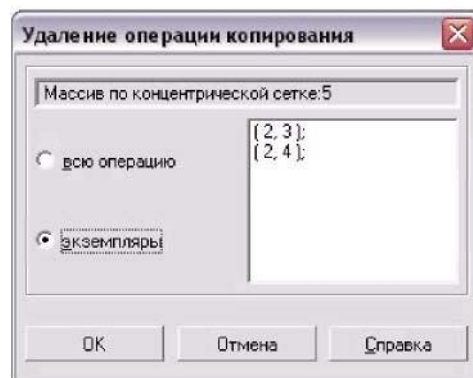 Удаление операции копирования
Массив по концентрической сетке:5
всю операцию
( 2, 3 );
( 2, 4 );
экземпляры
OK
Отмена
Справка